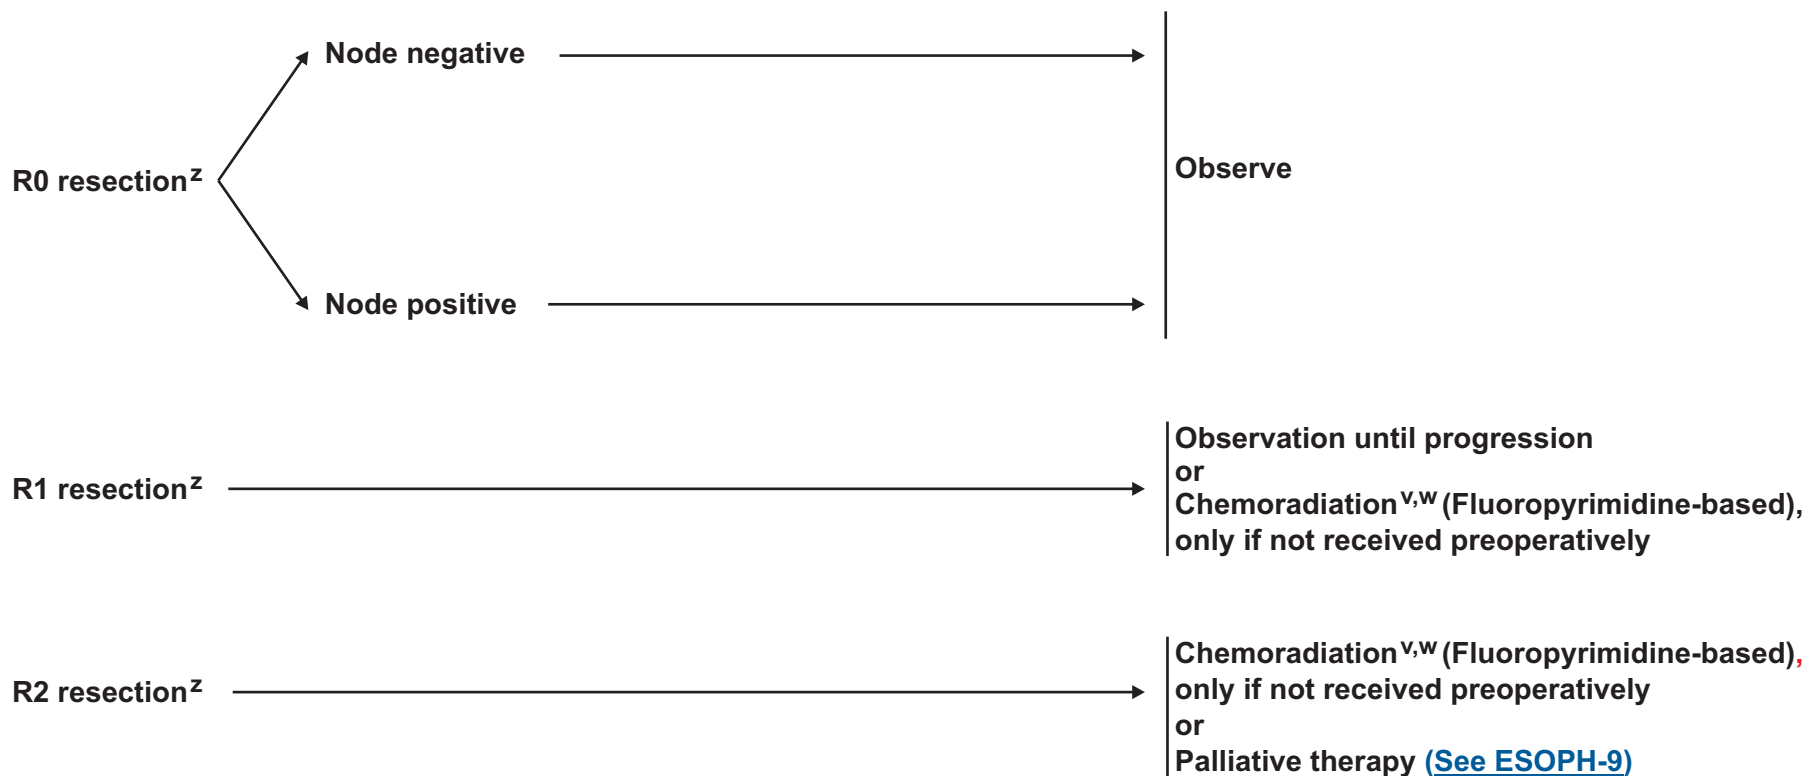 Node negative
R0 resection^z
Observe
Node positive
R1 resection^z
Observation until progression
or
Chemoradiation^v,w (Fluoropyrimidine-based),
only if not received preoperatively
R2 resection^z
Chemoradiation^v,w (Fluoropyrimidine-based),
only if not received preoperatively
or
Palliative therapy (See ESOPH-9)